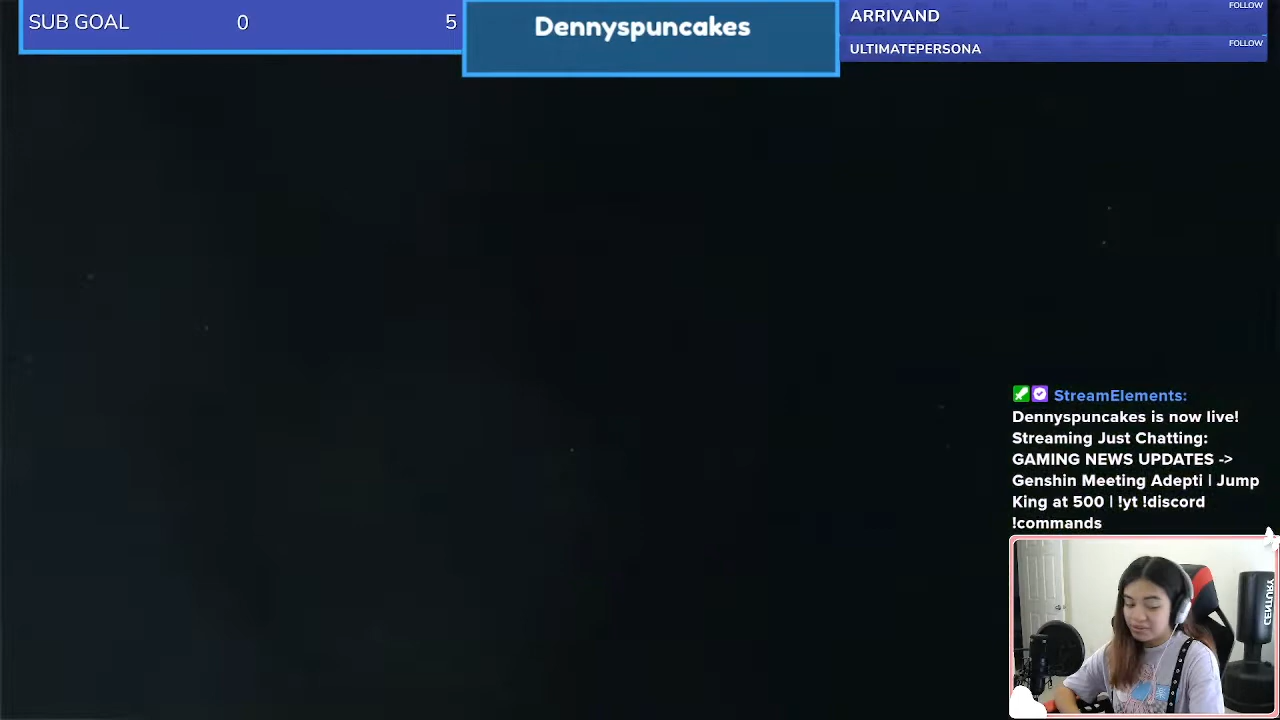 SUB GOAL 0 5
Dennyspuncakes
ARRIVAND FOLLOW
ULTIMATEPERSONA FOLLOW
StreamElements:
Dennyspuncakes is now live!
Streaming Just Chatting:
GAMING NEWS UPDATES ->
Genshin Meeting Adepti | Jump
King at 500 | !yt !discord
!commands
CENTURY